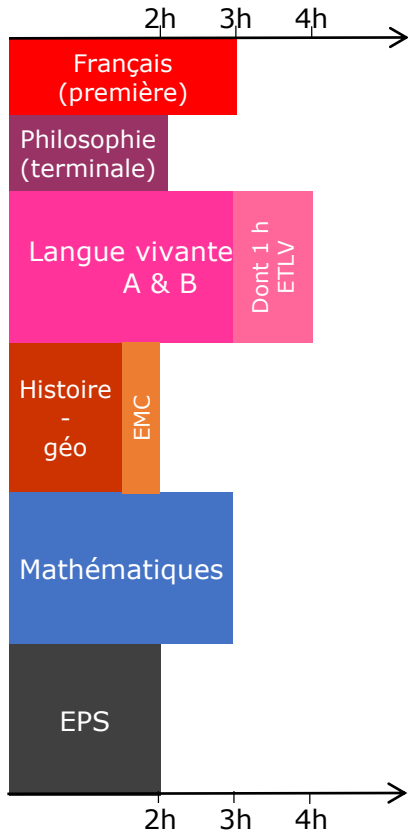 2h 3h 4h
Français
(première)
Philosophie
(terminale)
Langue vivante
A & B
Dont 1 h
ETLV
Histoire
-
géo
EMC
Mathématiques
EPS
2h 3h 4h